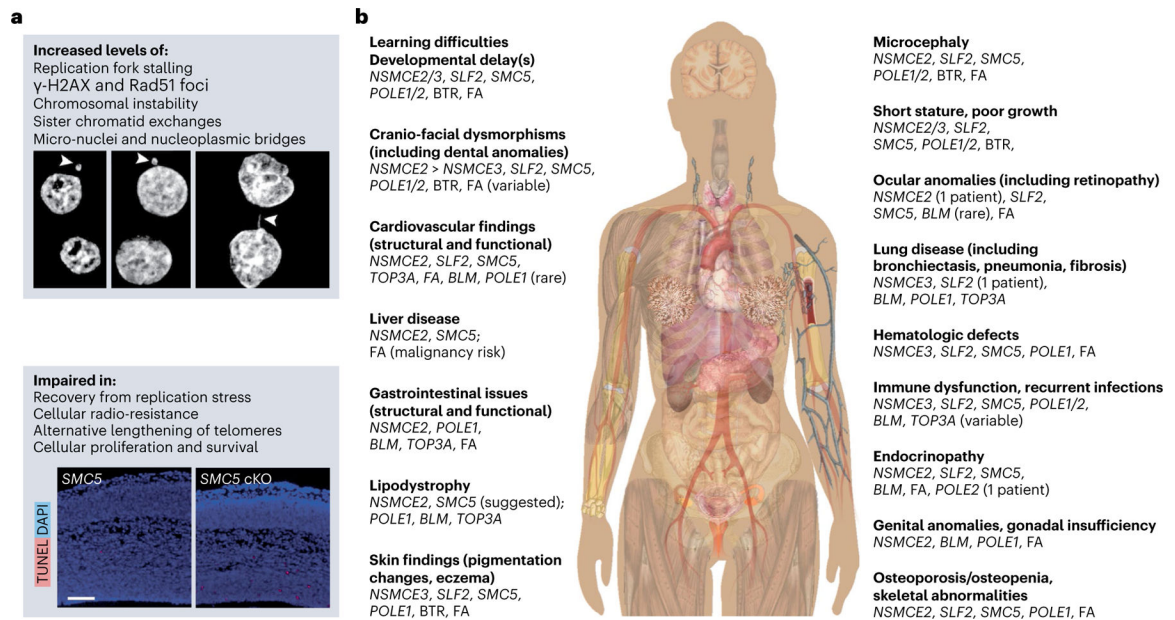 a
Increased levels of:
Replication fork stalling
γ-H2AX and Rad51 foci
Chromosomal instability
Sister chromatid exchanges
Micro-nuclei and nucleoplasmic bridges
Impaired in:
Recovery from replication stress
Cellular radio-resistance
Alternative lengthening of telomeres
Cellular proliferation and survival
SMC5
SMC5 cKO
TUNEL DAPI
b
Learning difficulties
Developmental delay(s)
NSMCE2/3, SLF2, SMC5,
POLE1/2, BTR, FA
Cranio-facial dysmorphisms
(including dental anomalies)
NSMCE2 > NSMCE3, SLF2, SMC5,
POLE1/2, BTR, FA (variable)
Cardiovascular findings
(structural and functional)
NSMCE2, SLF2, SMC5,
TOP3A, FA, BLM, POLE1 (rare)
Liver disease
NSMCE2, SMC5;
FA (malignancy risk)
Gastrointestinal issues
(structural and functional)
NSMCE2, POLE1,
BLM, TOP3A, FA
Lipodystrophy
NSMCE2, SMC5 (suggested);
POLE1, BLM, TOP3A
Skin findings (pigmentation
changes, eczema)
NSMCE3, SLF2, SMC5,
POLE1, BTR, FA
Microcephaly
NSMCE2, SLF2, SMC5,
POLE1/2, BTR, FA
Short stature, poor growth
NSMCE2/3, SLF2,
SMC5, POLE1/2, BTR,
Ocular anomalies (including retinopathy)
NSMCE2 (1 patient), SLF2,
SMC5, BLM (rare), FA
Lung disease (including
bronchiectasis, pneumonia, fibrosis)
NSMCE3, SLF2 (1 patient),
BLM, POLE1, TOP3A
Hematologic defects
NSMCE3, SLF2, SMC5, POLE1, FA
Immune dysfunction, recurrent infections
NSMCE3, SLF2, SMC5, POLE1/2,
BLM, TOP3A (variable)
Endocrinopathy
NSMCE2, SLF2, SMC5,
BLM, FA, POLE2 (1 patient)
Genital anomalies, gonadal insufficiency
NSMCE2, BLM, POLE1, FA
Osteoporosis/osteopenia,
skeletal abnormalities
NSMCE2, SLF2, SMC5, POLE1, FA